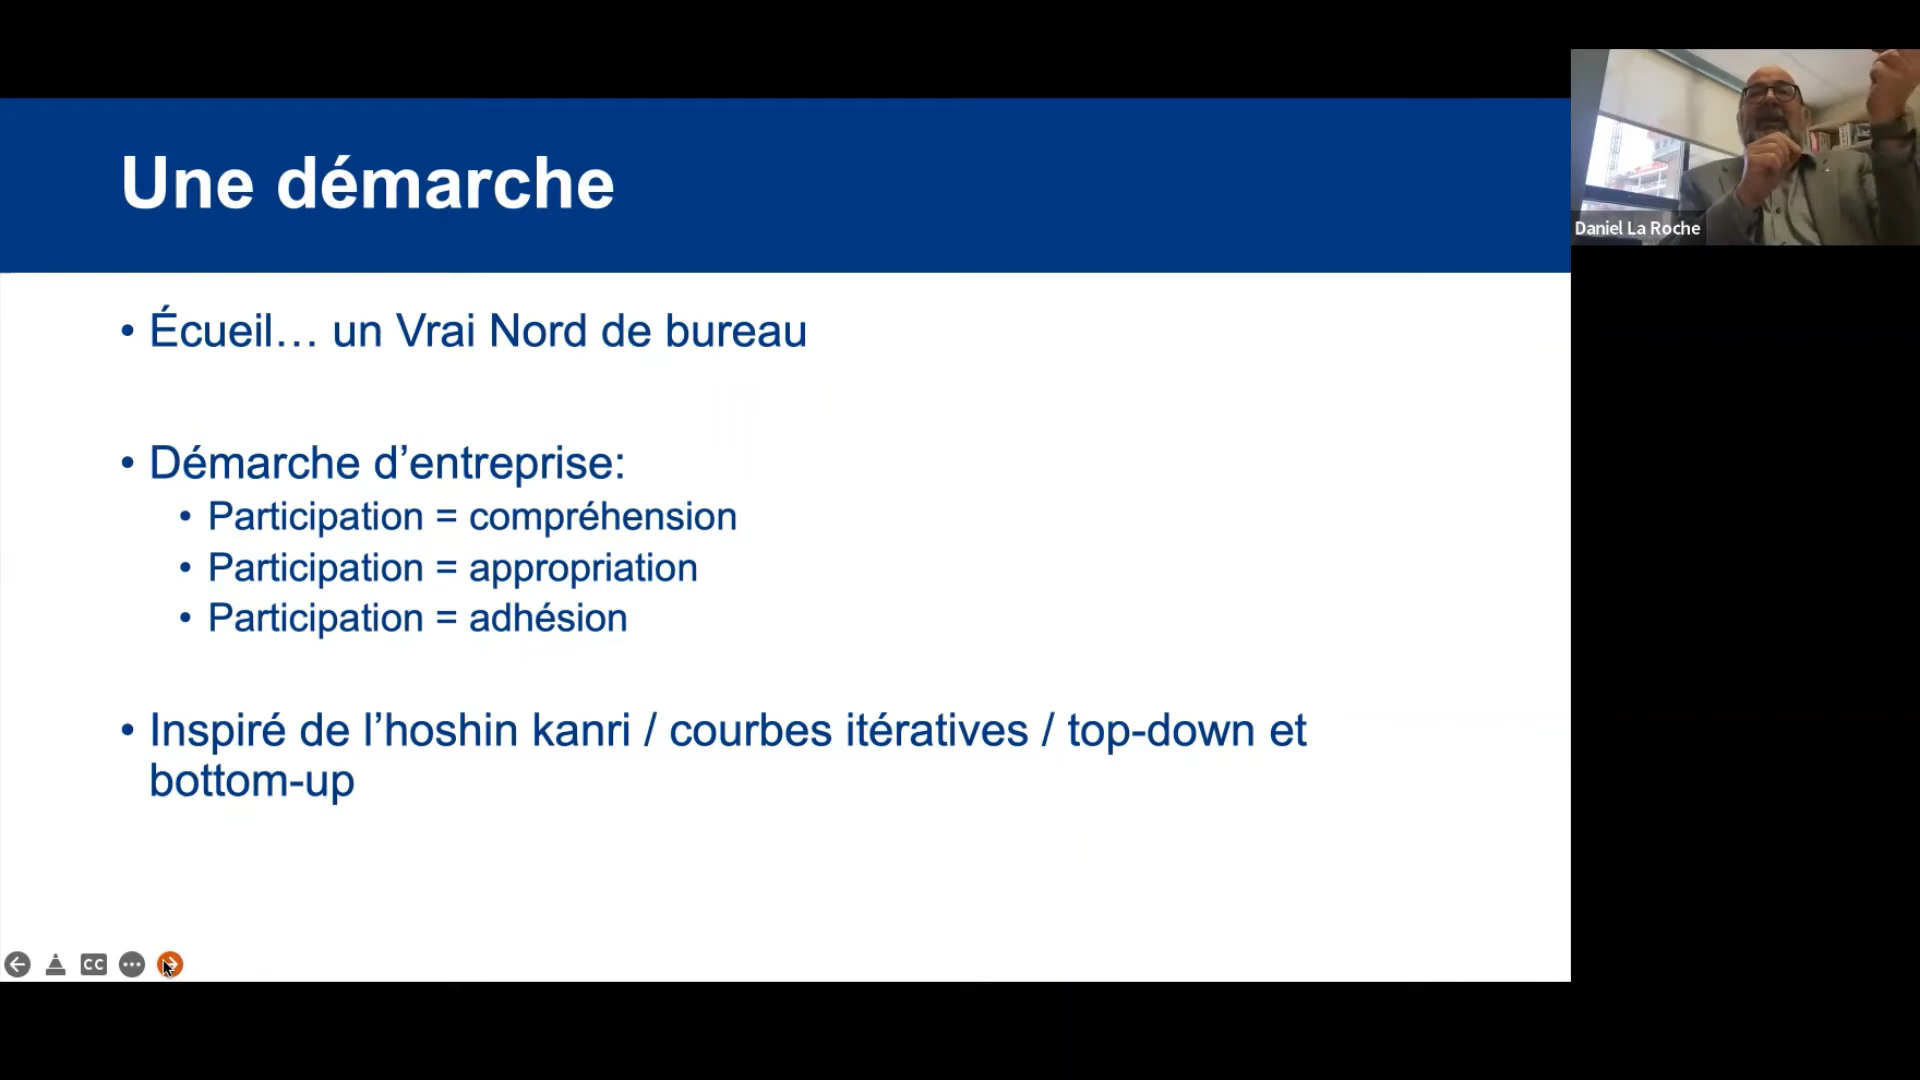 Une démarche
Daniel La Roche
• Écueil… un Vrai Nord de bureau
• Démarche d’entreprise:
• Participation = compréhension
• Participation = appropriation
• Participation = adhésion
• Inspiré de l’hoshin kanri / courbes itératives / top-down et
bottom-up
CC